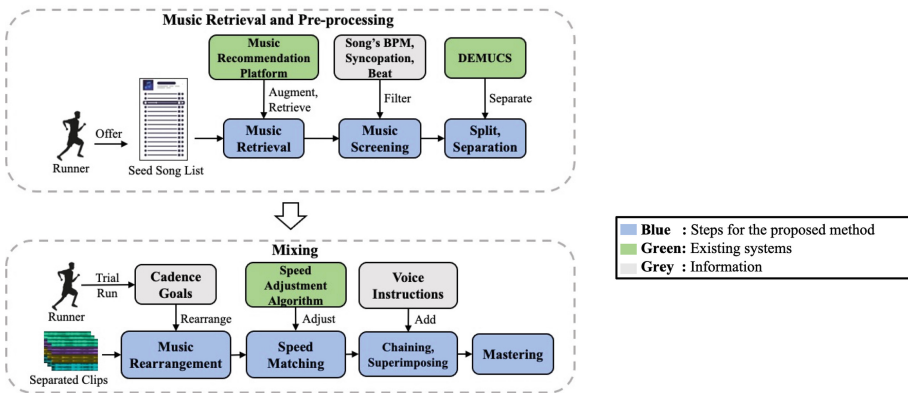 Music Retrieval and Pre-processing
Music
Recommendation
Platform
Song's BPM,
Syncopation,
Beat
DEMUCS
Augment,
Retrieve
Filter
Separate
Offer
Music
Retrieval
Music
Screening
Split,
Separation
Runner
Seed Song List
Mixing
Trial
Run
Cadence
Goals
Speed
Adjustment
Algorithm
Voice
Instructions
Runner
Rearrange
Adjust
Add
Music
Rearrangement
Speed
Matching
Chaining,
Superimposing
Mastering
Separated Clips
Blue : Steps for the proposed method
Green: Existing systems
Grey : Information